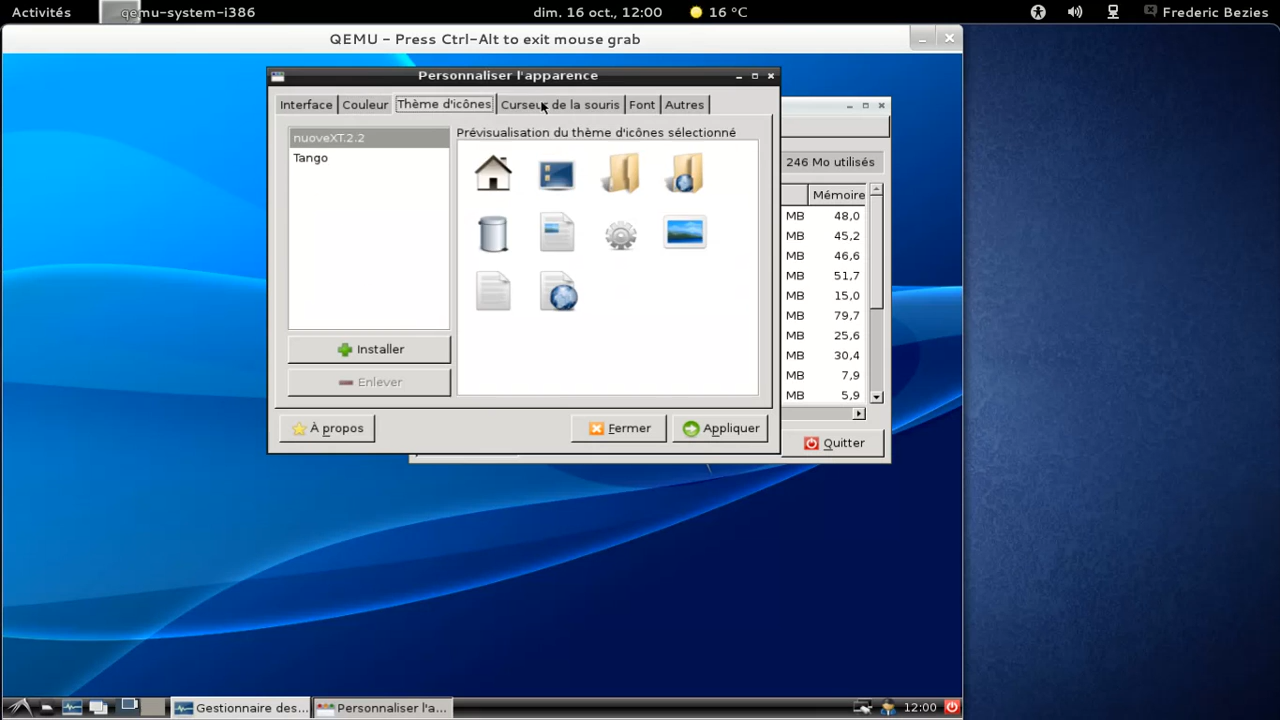 Activités
qemu-system-i386
dim. 16 oct., 12:00
16 °C
Frederic Bezies
QEMU - Press Ctrl-Alt to exit mouse grab
Personnaliser l'apparence
Interface
Couleur
Thème d'icônes
Curseur de la souris
Font
Autres
nuoveXT.2.2
Tango
Prévisualisation du thème d'icônes sélectionné
Installer
Enlever
À propos
Fermer
Appliquer
246 Mo utilisés
Mémoire
MB 48,0
MB 45,2
MB 46,6
MB 51,7
MB 15,0
MB 79,7
MB 25,6
MB 30,4
MB 7,9
MB 5,9
Quitter
Gestionnaire des...
Personnaliser l'a...
12:00